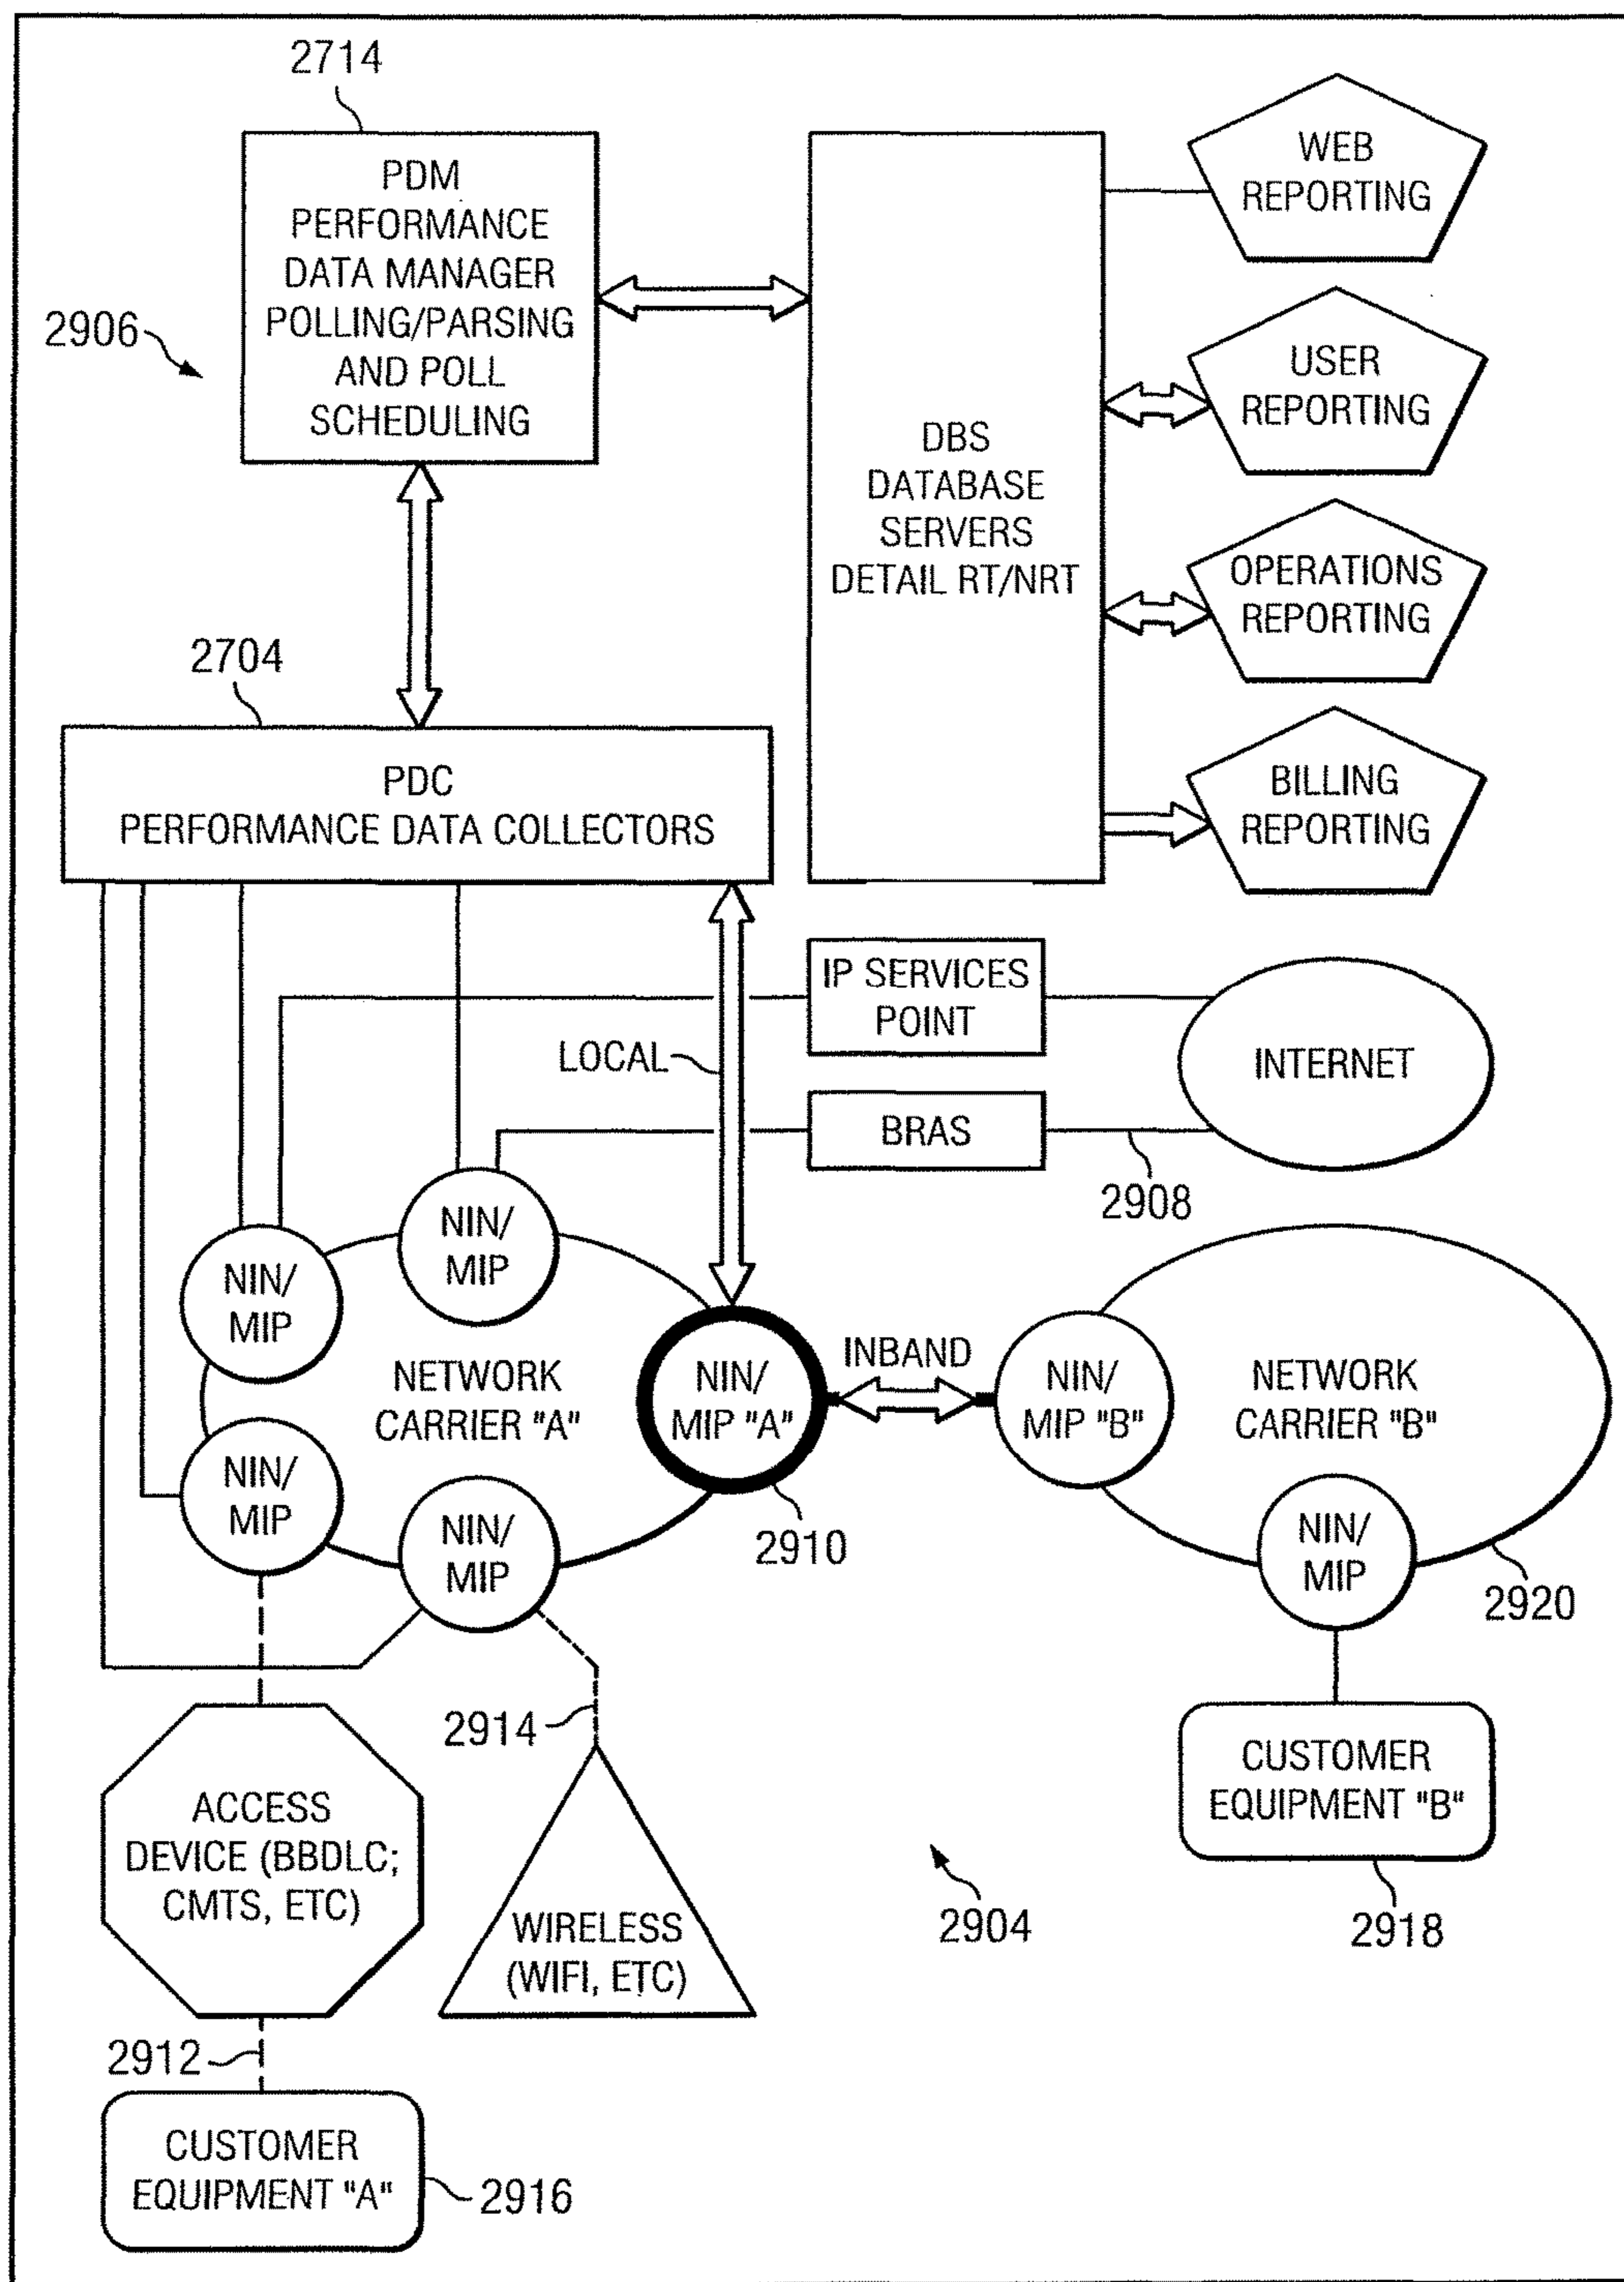 2714
PDM
PERFORMANCE
DATA MANAGER
POLLING/PARSING
AND POLL
SCHEDULING
2906
DBS
DATABASE
SERVERS
DETAIL RT/NRT
WEB
REPORTING
USER
REPORTING
OPERATIONS
REPORTING
BILLING
REPORTING
2704
PDC
PERFORMANCE DATA COLLECTORS
IP SERVICES
POINT
LOCAL
INTERNET
BRAS
2908
NIN/
MIP
NIN/
MIP
NETWORK
CARRIER "A"
NIN/
MIP "A"
INBAND
NIN/
MIP "B"
NETWORK
CARRIER "B"
NIN/
MIP
NIN/
MIP
2910
NIN/
MIP
2920
2914
ACCESS
DEVICE (BBDLC;
CMTS, ETC)
WIRELESS
(WIFI, ETC)
2904
CUSTOMER
EQUIPMENT "B"
2918
2912
CUSTOMER
EQUIPMENT "A"
2916